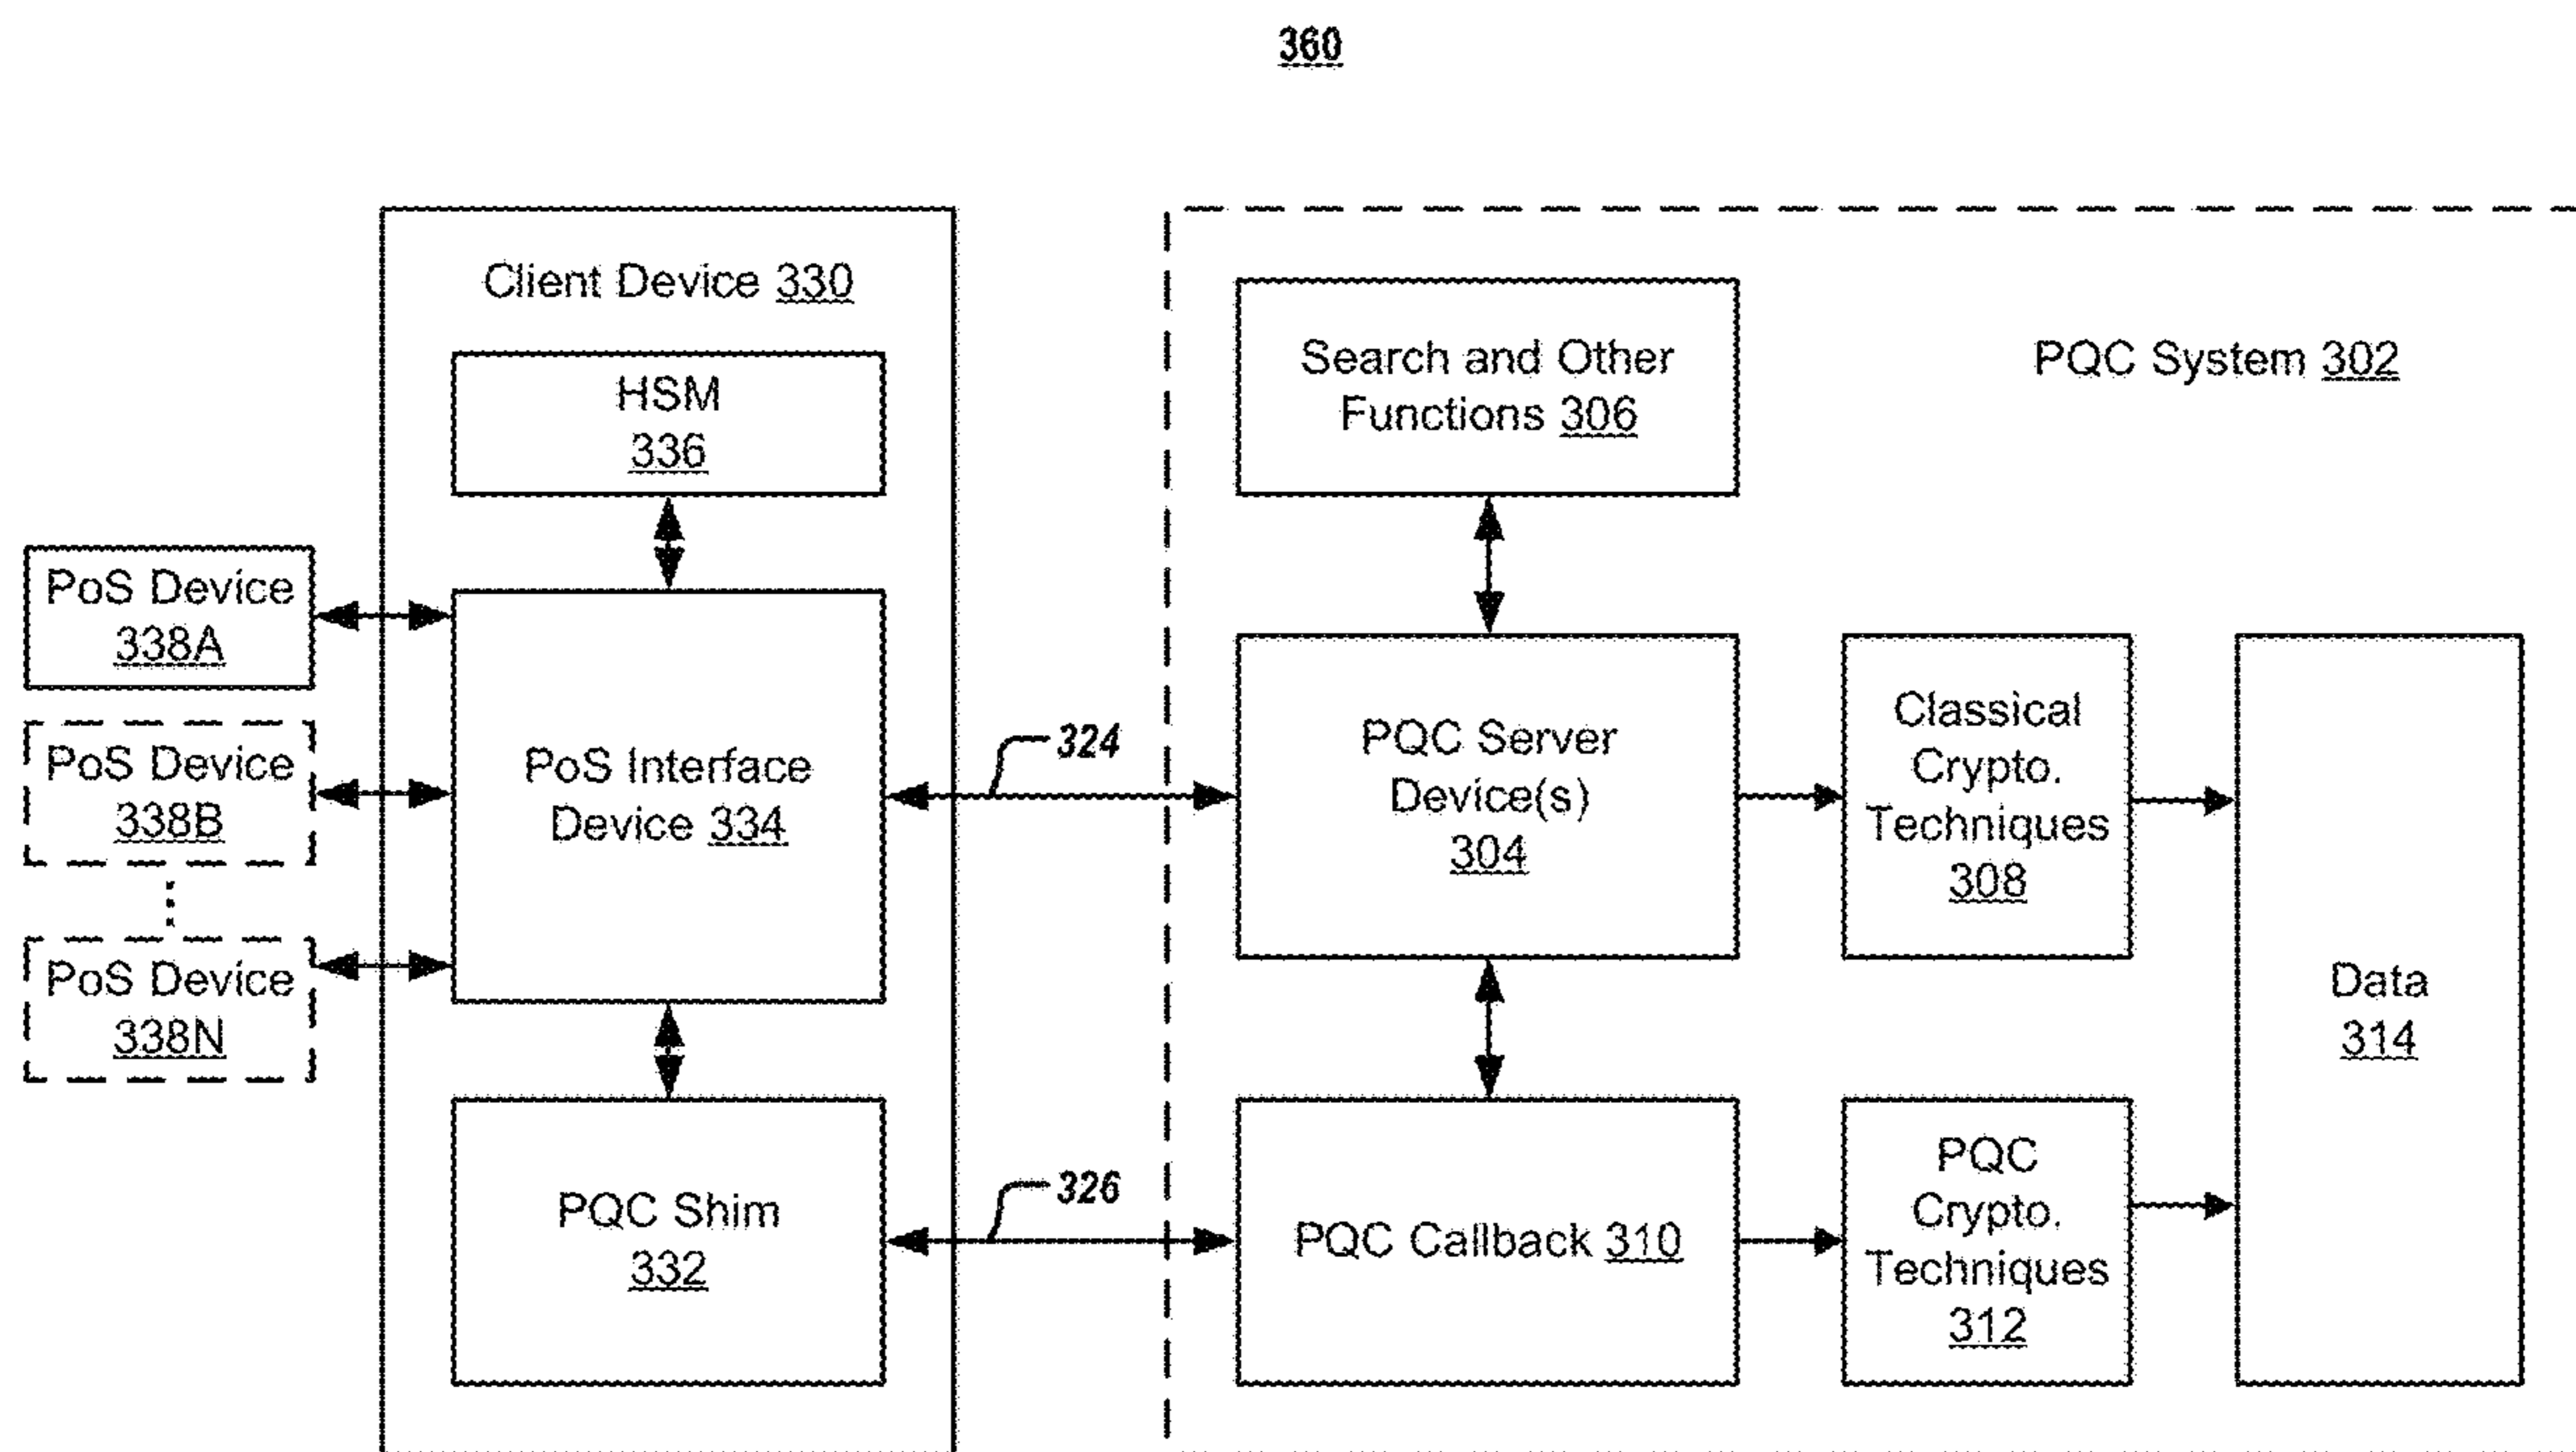 360
Client Device 330
HSM
336
PoS Device
338A
PoS Device
338B
PoS Device
338N
PoS Interface
Device 334
PQC Shim
332
324
326
PQC System 302
Search and Other
Functions 306
PQC Server
Device(s)
304
Classical
Crypto.
Techniques
308
PQC Callback 310
PQC
Crypto.
Techniques
312
Data
314